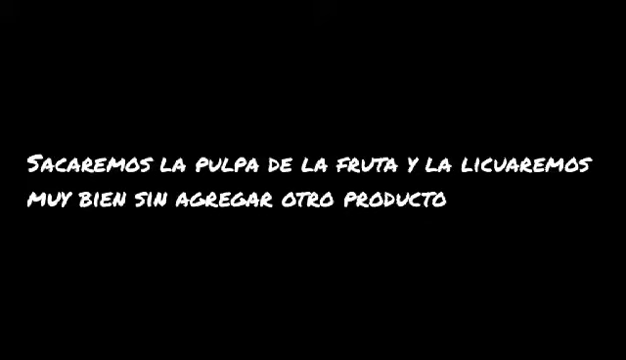 Sacaremos la pulpa de la fruta y la licuaremos
muy bien sin agregar otro producto